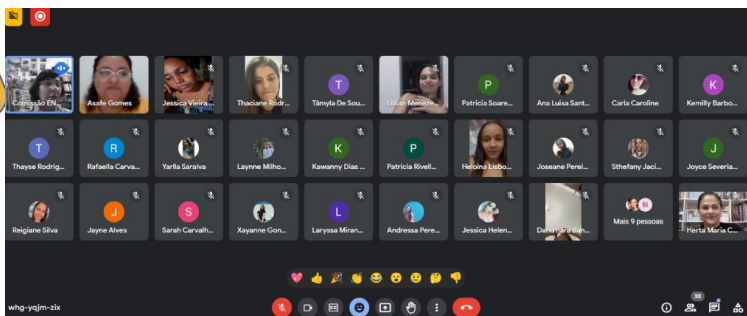 Comissão EN...
Asafe Gomes
Jessica Vieira ...
Thaciane Rodr...
T
Tâmyla De Sou...
Lilian Meneze...
P
Patrícia Soare...
Ana Luisa Sant...
Carla Caroline
K
Kemilly Barbo...
T
Thayse Rodrig...
R
Rafaella Carva...
Yarlla Saraiva
Laynne Milho...
K
Kawanny Dias ...
P
Patricia Rivell...
Heloina Lisbo...
Joseane Perei...
Sthefany Jaci...
J
Joyce Severia...
Reigiane Silva
J
Jayne Alves
S
Sarah Carvalh...
Xayanne Gon...
L
Laryssa Miran...
Andressa Pere...
Jessica Helen...
Mais 9 pessoas
Herta Maria C...
whg-yqjm-zix
38